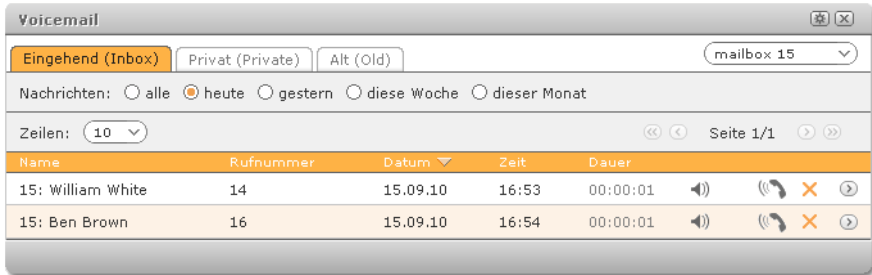 Voicemail
Eingehend (Inbox) Privat (Private) Alt (Old) mailbox 15
Nachrichten: alle heute gestern diese Woche dieser Monat
Zeilen: 10 Seite 1/1
Name Rufnummer Datum Zeit Dauer
15: William White 14 15.09.10 16:53 00:00:01
15: Ben Brown 16 15.09.10 16:54 00:00:01